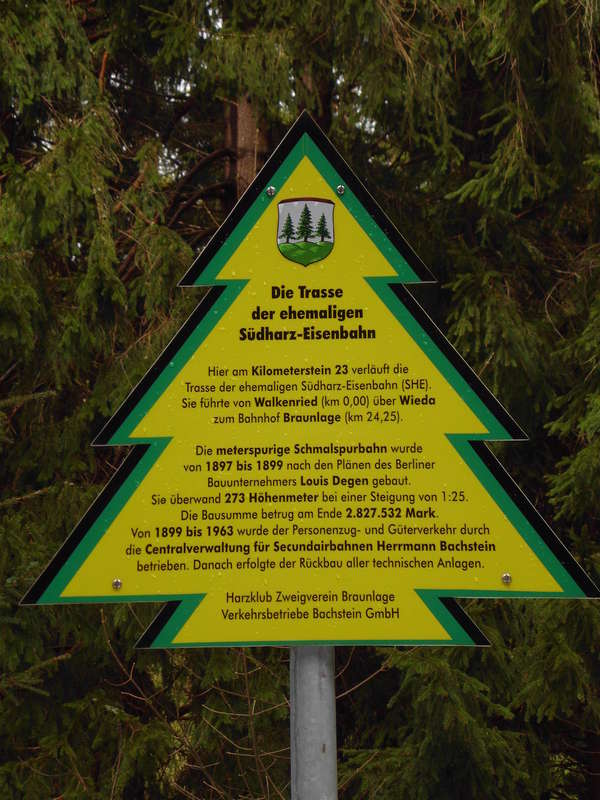 Die Trasse
der ehemaligen
Südharz-Eisenbahn
Hier am Kilometerstein 23 verläuft die
Trasse der ehemaligen Südharz-Eisenbahn (SHE).
Sie führte von Walkenried (km 0,00) über Wieda
zum Bahnhof Braunlage (km 24,25).
Die meterspurige Schmalspurbahn wurde
von 1897 bis 1899 nach den Plänen des Berliner
Bauunternehmers Louis Degen gebaut.
Sie überwand 273 Höhenmeter bei einer Steigung von 1:25.
Die Bausumme betrug am Ende 2.827.532 Mark.
Von 1899 bis 1963 wurde der Personenzug- und Güterverkehr durch
die Centralverwaltung für Secundairbahnen Herrmann Bachstein
betrieben. Danach erfolgte der Rückbau aller technischen Anlagen.
Harzklub Zweigverein Braunlage
Verkehrsbetriebe Bachstein GmbH